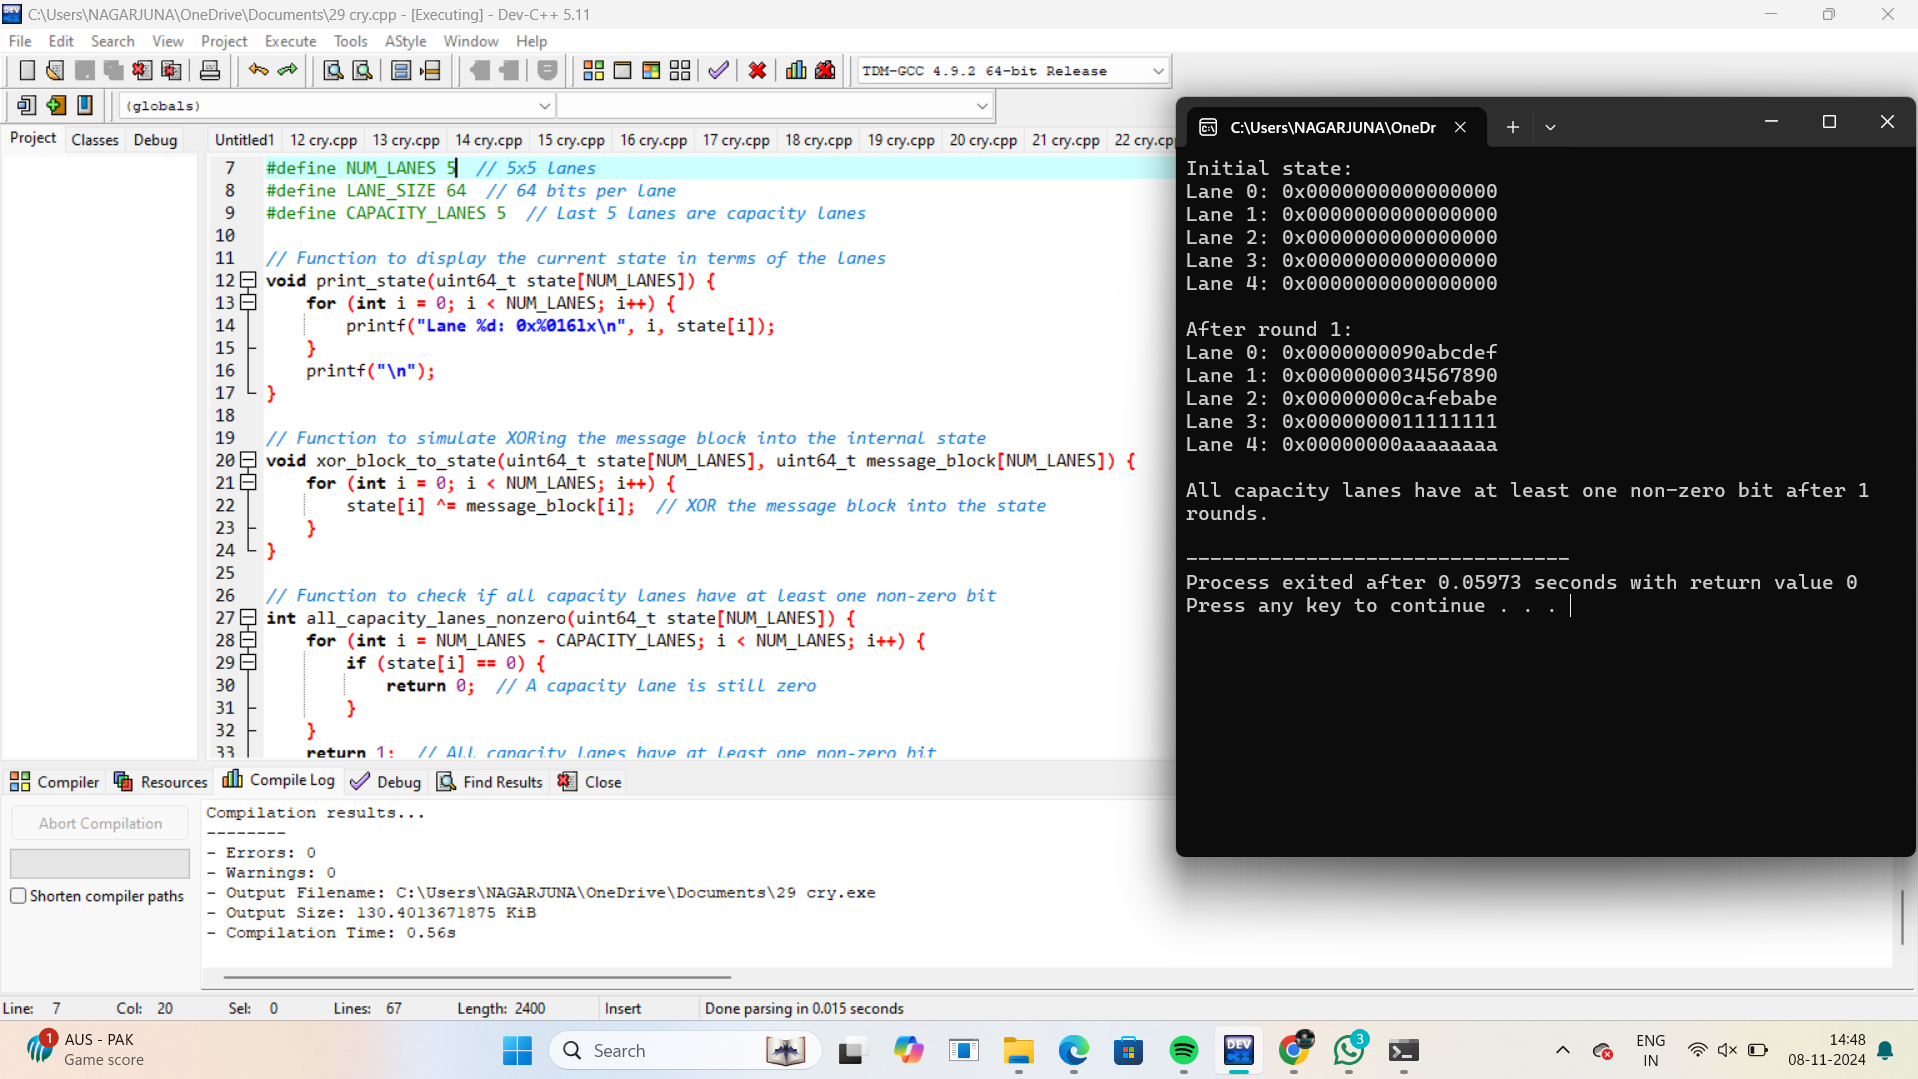 C:\Users\NAGARJUNA\OneDrive\Documents\29 cry.cpp - [Executing] - Dev-C++ 5.11
File Edit Search View Project Execute Tools AStyle Window Help
TDM-GCC 4.9.2 64-bit Release
(globals)
Project Classes Debug
Untitled1 12 cry.cpp 13 cry.cpp 14 cry.cpp 15 cry.cpp 16 cry.cpp 17 cry.cpp 18 cry.cpp 19 cry.cpp 20 cry.cpp 21 cry.cpp 22 cry.cp
7 #define NUM_LANES 5 // 5x5 lanes
8 #define LANE_SIZE 64 // 64 bits per lane
9 #define CAPACITY_LANES 5 // Last 5 lanes are capacity lanes
10
11 // Function to display the current state in terms of the lanes
12 void print_state(uint64_t state[NUM_LANES]) {
13 for (int i = 0; i < NUM_LANES; i++) {
14 printf("Lane %d: 0x%016lx\n", i, state[i]);
15 }
16 printf("\n");
17 }
18
19 // Function to simulate XORing the message block into the internal state
20 void xor_block_to_state(uint64_t state[NUM_LANES], uint64_t message_block[NUM_LANES]) {
21 for (int i = 0; i < NUM_LANES; i++) {
22 state[i] ^= message_block[i]; // XOR the message block into the state
23 }
24 }
25
26 // Function to check if all capacity lanes have at least one non-zero bit
27 int all_capacity_lanes_nonzero(uint64_t state[NUM_LANES]) {
28 for (int i = NUM_LANES - CAPACITY_LANES; i < NUM_LANES; i++) {
29 if (state[i] == 0) {
30 return 0; // A capacity lane is still zero
31 }
32 }
33 return 1; // All capacity lanes have at least one non-zero bit
C:\Users\NAGARJUNA\OneDr
Initial state:
Lane 0: 0x0000000000000000
Lane 1: 0x0000000000000000
Lane 2: 0x0000000000000000
Lane 3: 0x0000000000000000
Lane 4: 0x0000000000000000
After round 1:
Lane 0: 0x0000000090abcdef
Lane 1: 0x0000000034567890
Lane 2: 0x00000000cafebabe
Lane 3: 0x0000000011111111
Lane 4: 0x00000000aaaaaaaa
All capacity lanes have at least one non-zero bit after 1
rounds.
--------------------------------
Process exited after 0.05973 seconds with return value 0
Press any key to continue . . .
Compiler Resources Compile Log Debug Find Results Close
Abort Compilation
Shorten compiler paths
Compilation results...
--------
- Errors: 0
- Warnings: 0
- Output Filename: C:\Users\NAGARJUNA\OneDrive\Documents\29 cry.exe
- Output Size: 130.4013671875 KiB
- Compilation Time: 0.56s
Line: 7 Col: 20 Sel: 0 Lines: 67 Length: 2400 Insert Done parsing in 0.015 seconds
1
AUS - PAK
Game score
Search
DEV
3
ENG
IN
14:48
08-11-2024